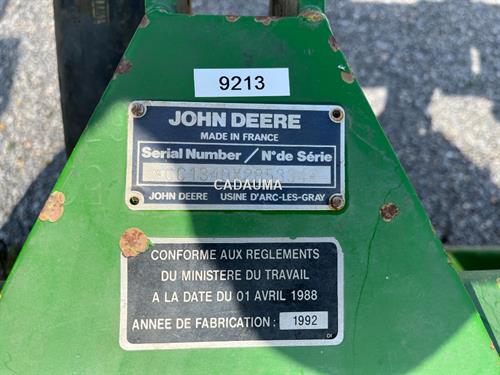 9213
JOHN DEERE
MADE IN FRANCE
Serial Number / N° de Série
CADAUMA
JOHN DEERE USINE D'ARC-LES-GRAY
CONFORME AUX REGLEMENTS
DU MINISTERE DU TRAVAIL
A LA DATE DU 01 AVRIL 1988
ANNEE DE FABRICATION : 1992